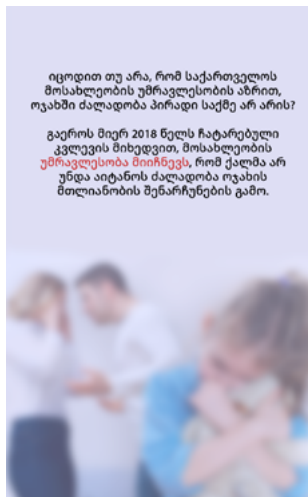 იცოდით თუ არა, რომ საქართველოს
მოსახლეობის უმრავლესობის აზრით,
ოჯახში ძალადობა პირადი საქმე არ არის?
გაეროს მიერ 2018 წელს ჩატარებული
კვლევის მიხედვით, მოსახლეობის
უმრავლესობა მიიჩნევს, რომ ქალმა არ
უნდა აიტანოს ძალადობა ოჯახის
მთლიანობის შენარჩუნების გამო.